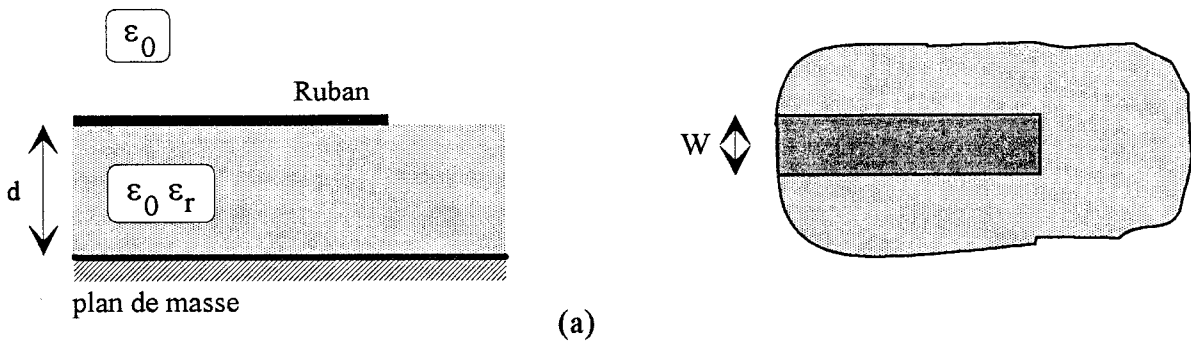 ε₀
Ruban
d
ε₀ εᵣ
plan de masse
W
(a)